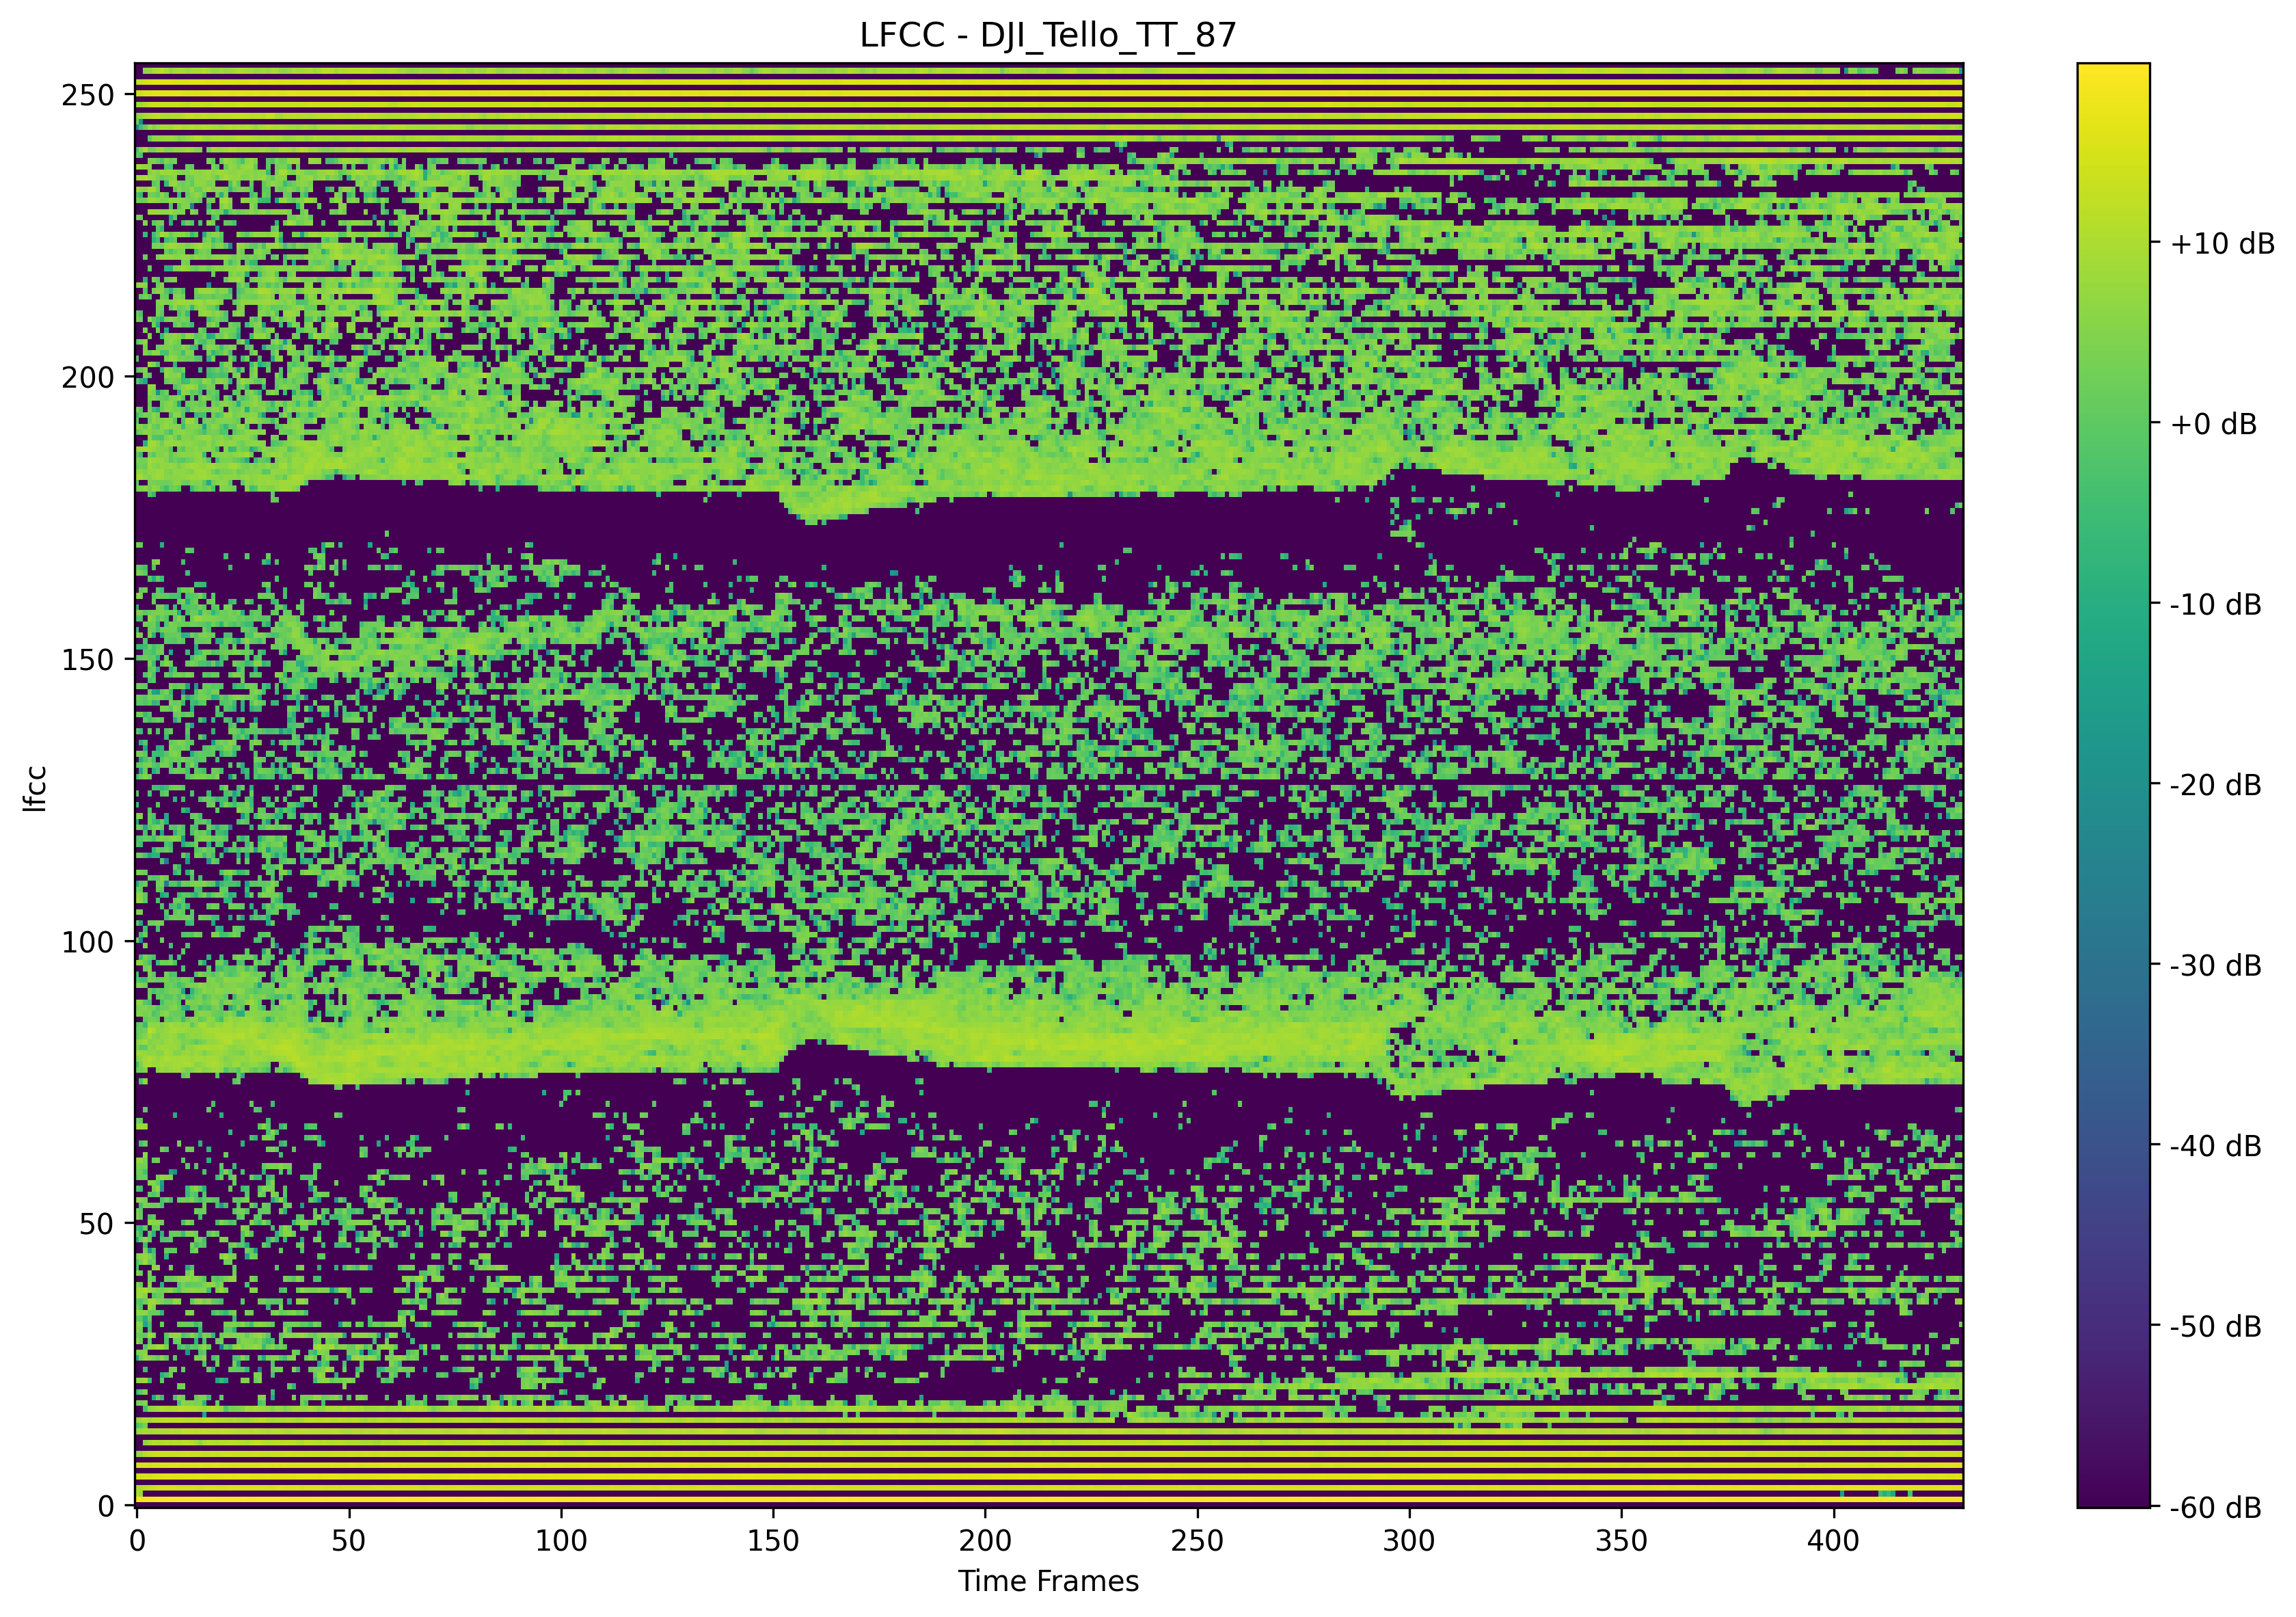 LFCC - DJI_Tello_TT_87
250
200
150
100
50
0
lfcc
0
50
100
150
200
250
300
350
400
Time Frames
+10 dB
+0 dB
-10 dB
-20 dB
-30 dB
-40 dB
-50 dB
-60 dB